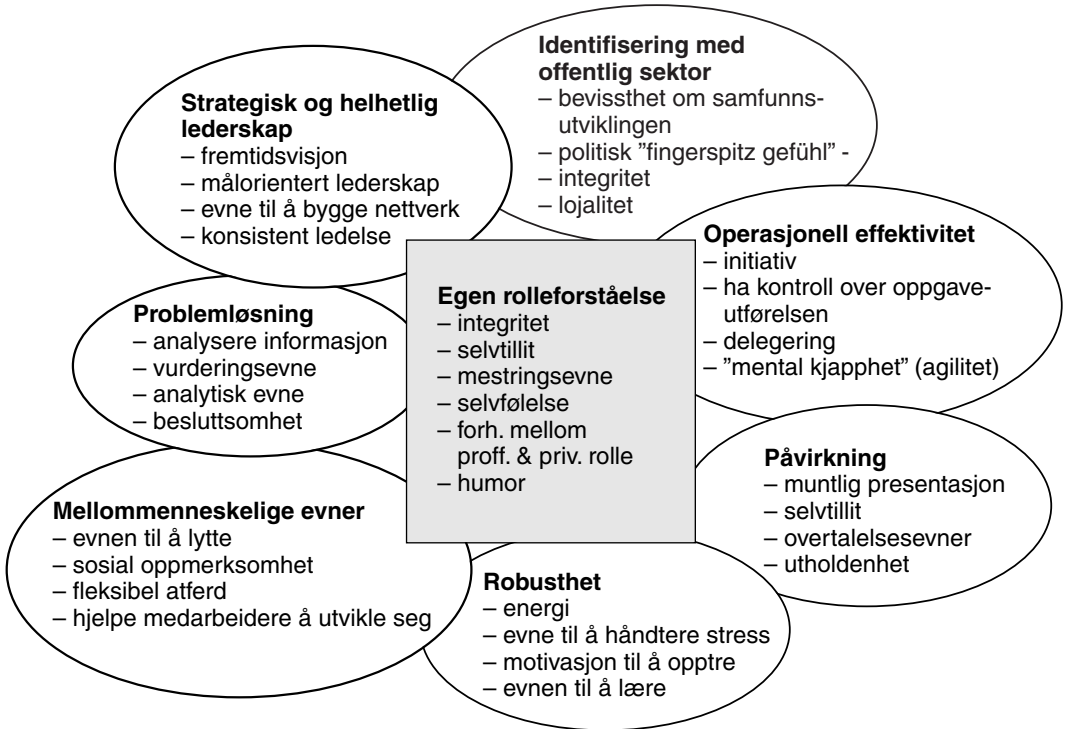 Strategisk og helhetlig
lederskap
– fremtidsvisjon
– målorientert lederskap
– evne til å bygge nettverk
– konsistent ledelse
Identifisering med
offentlig sektor
– bevissthet om samfunns-
utviklingen
– politisk ”fingerspitz gefühl” -
– integritet
– lojalitet
Operasjonell effektivitet
– initiativ
– ha kontroll over oppgave-
utførelsen
– delegering
– ”mental kjapphet” (agilitet)
Egen rolleforståelse
– integritet
– selvtillit
– mestringsevne
– selvfølelse
– forh. mellom
proff. & priv. rolle
– humor
Problemløsning
– analysere informasjon
– vurderingsevne
– analytisk evne
– besluttsomhet
Påvirkning
– muntlig presentasjon
– selvtillit
– overtalelsesevner
– utholdenhet
Mellommenneskelige evner
– evnen til å lytte
– sosial oppmerksomhet
– fleksibel atferd
– hjelpe medarbeidere å utvikle seg
Robusthet
– energi
– evne til å håndtere stress
– motivasjon til å opptre
– evnen til å lære